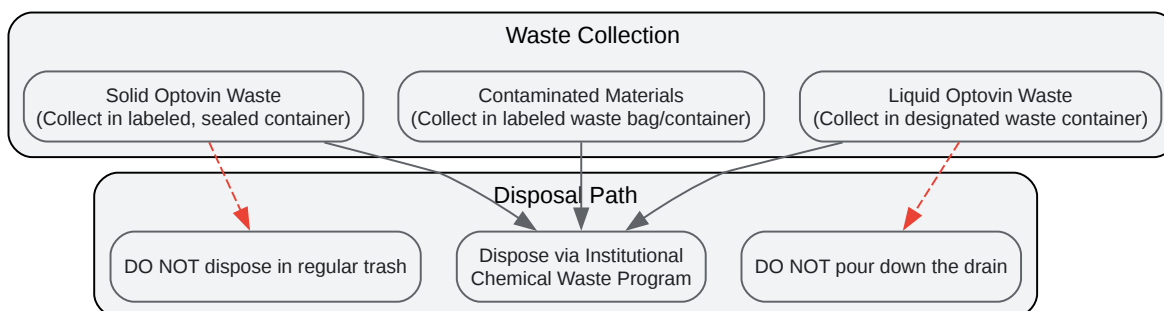 Waste Collection
Solid Optovin Waste
(Collect in labeled, sealed container)
Contaminated Materials
(Collect in labeled waste bag/container)
Liquid Optovin Waste
(Collect in designated waste container)
Disposal Path
DO NOT dispose in regular trash
Dispose via Institutional
Chemical Waste Program
DO NOT pour down the drain